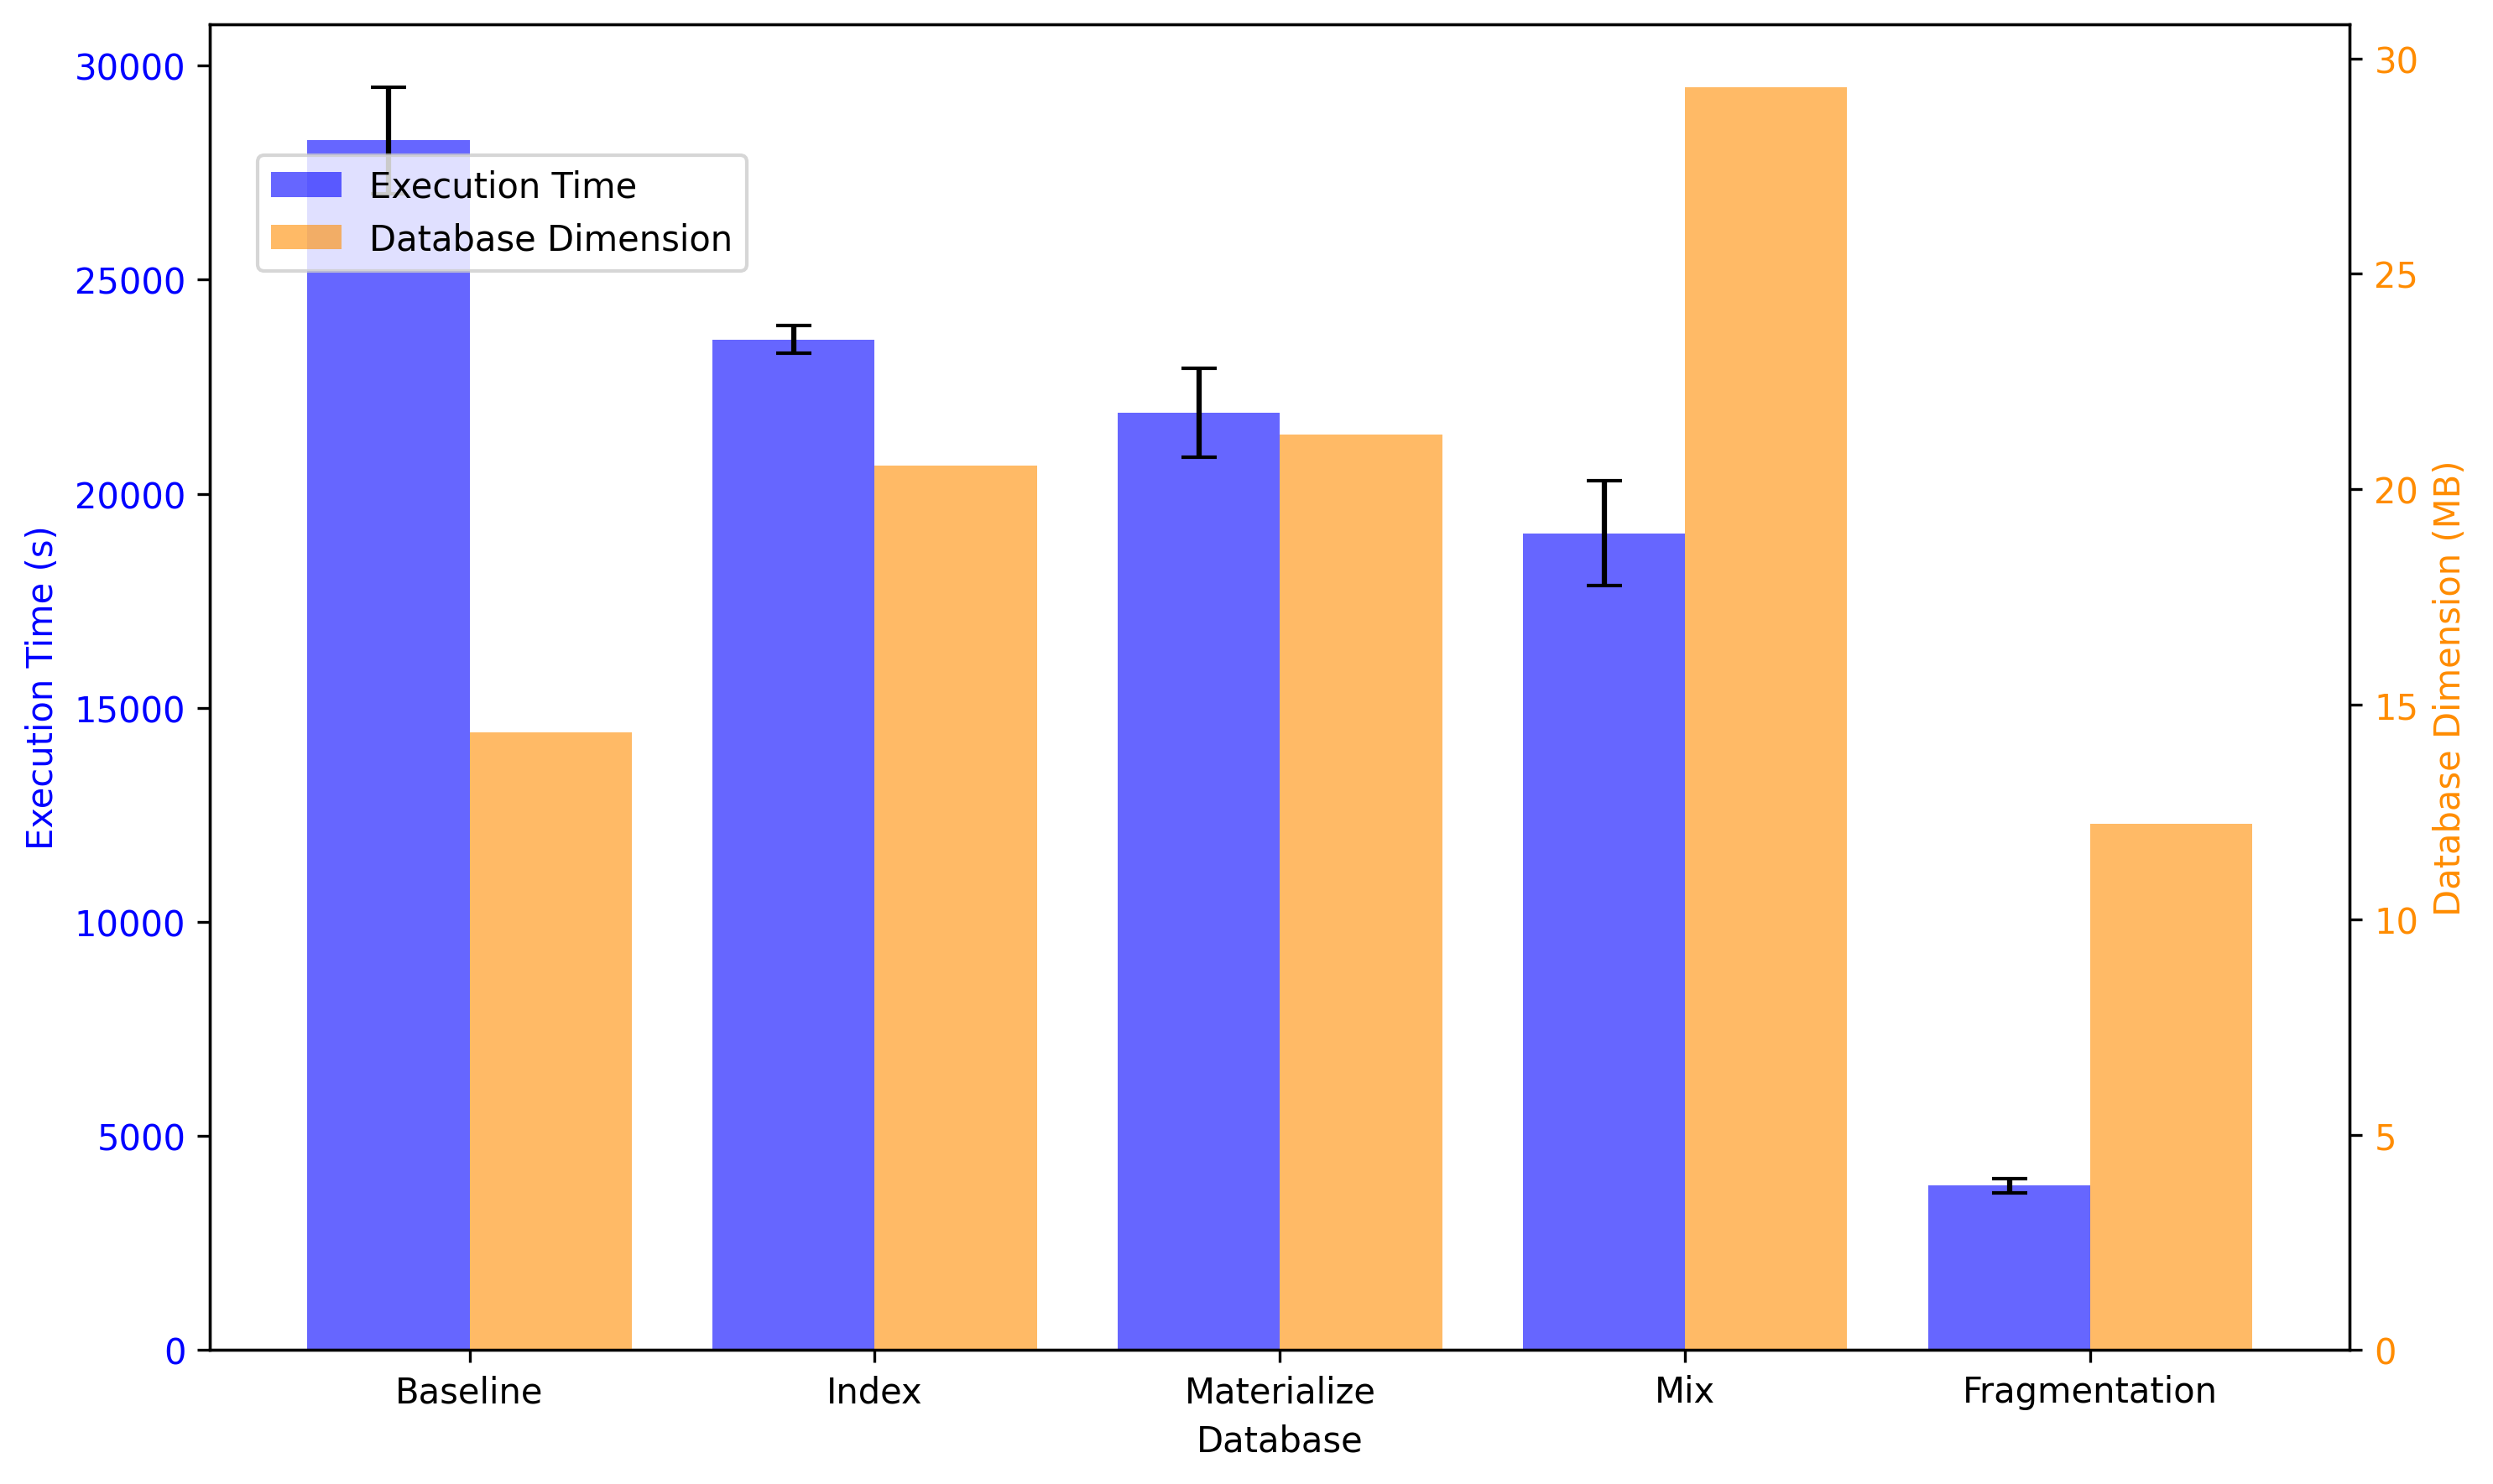 Execution Time (s)
30000
25000
20000
15000
10000
5000
0
Execution Time
Database Dimension
Baseline
Index
Materialize
Mix
Fragmentation
Database
30
25
20
15
10
5
0
Database Dimension (MB)